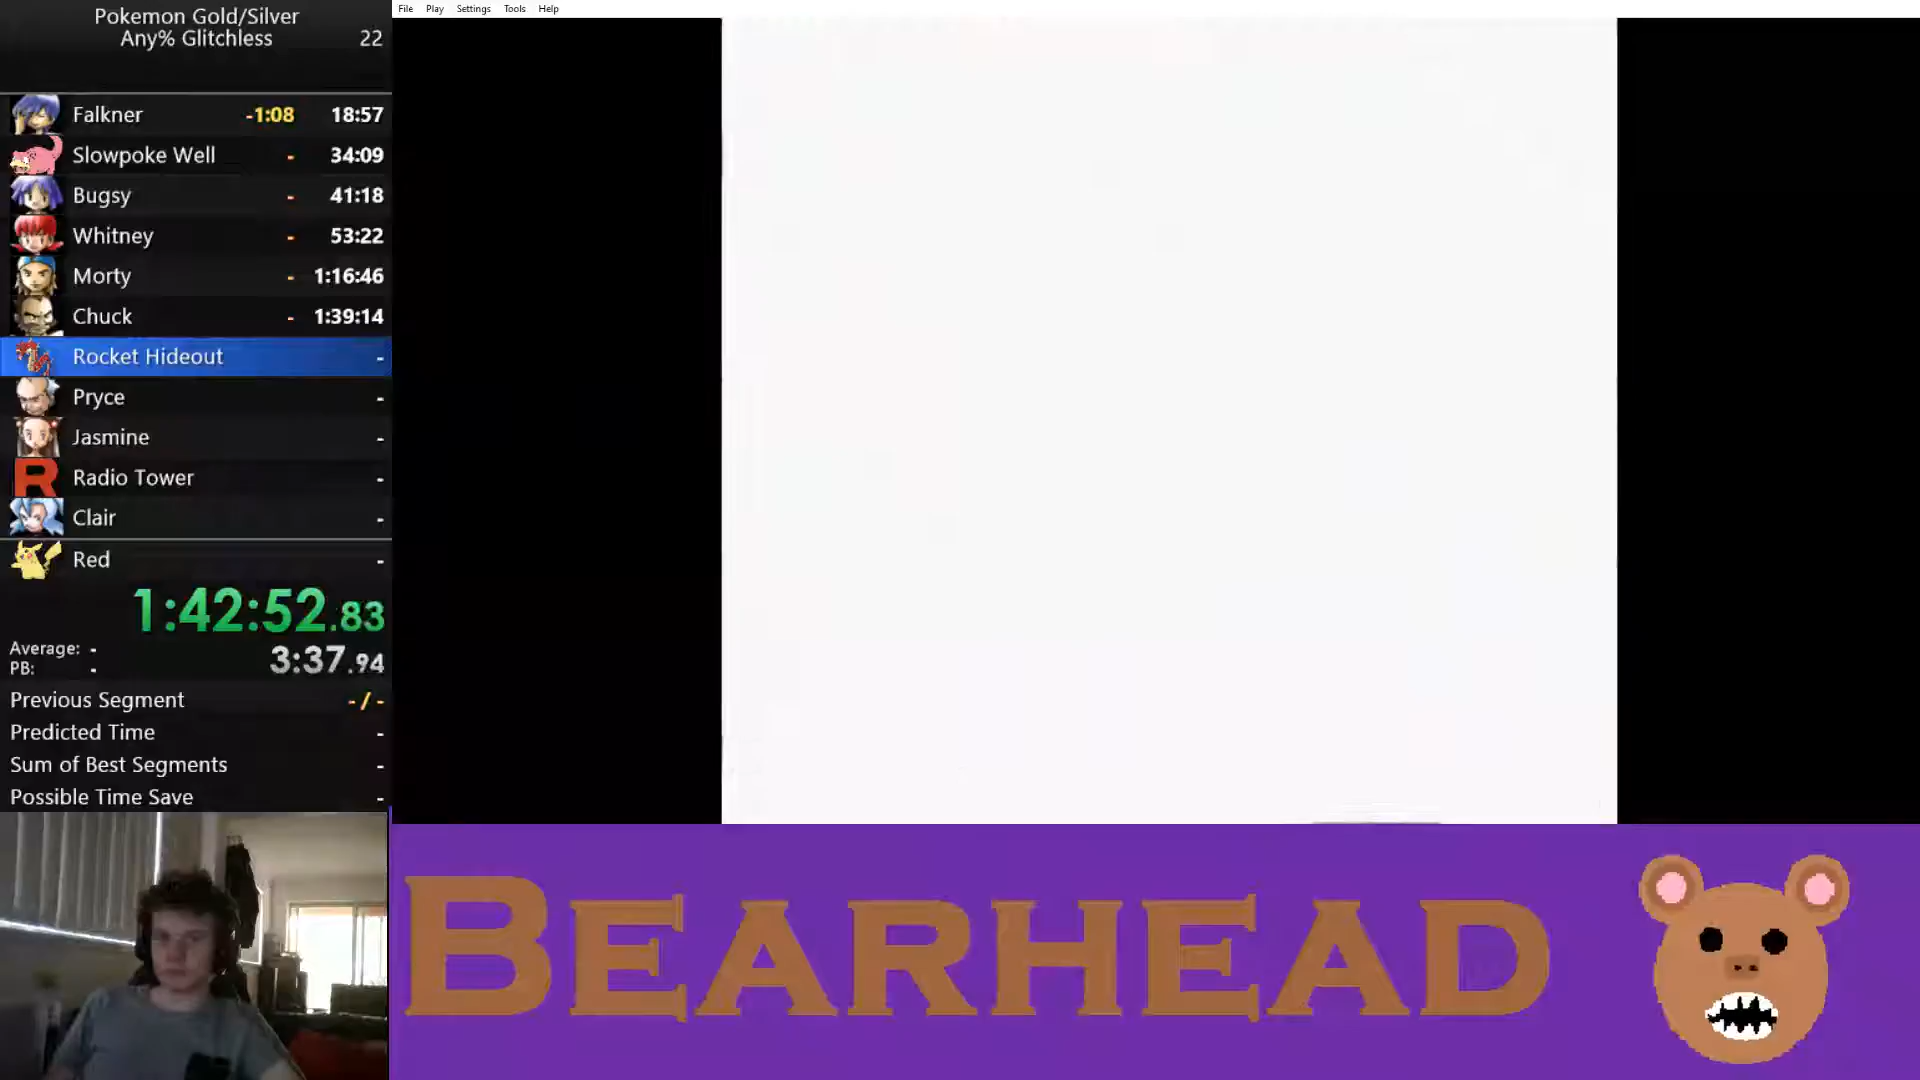 File Play Settings Tools Help
Pokemon Gold/Silver
Any% Glitchless 22
Falkner -1:08 18:57
Slowpoke Well - 34:09
Bugsy - 41:18
Whitney - 53:22
Morty - 1:16:46
Chuck - 1:39:14
Rocket Hideout -
Pryce -
Jasmine -
Radio Tower -
Clair -
Red -
1:42:52.83
Average: -
PB: - 3:37.94
Previous Segment - / -
Predicted Time -
Sum of Best Segments -
Possible Time Save -
BEARHEAD